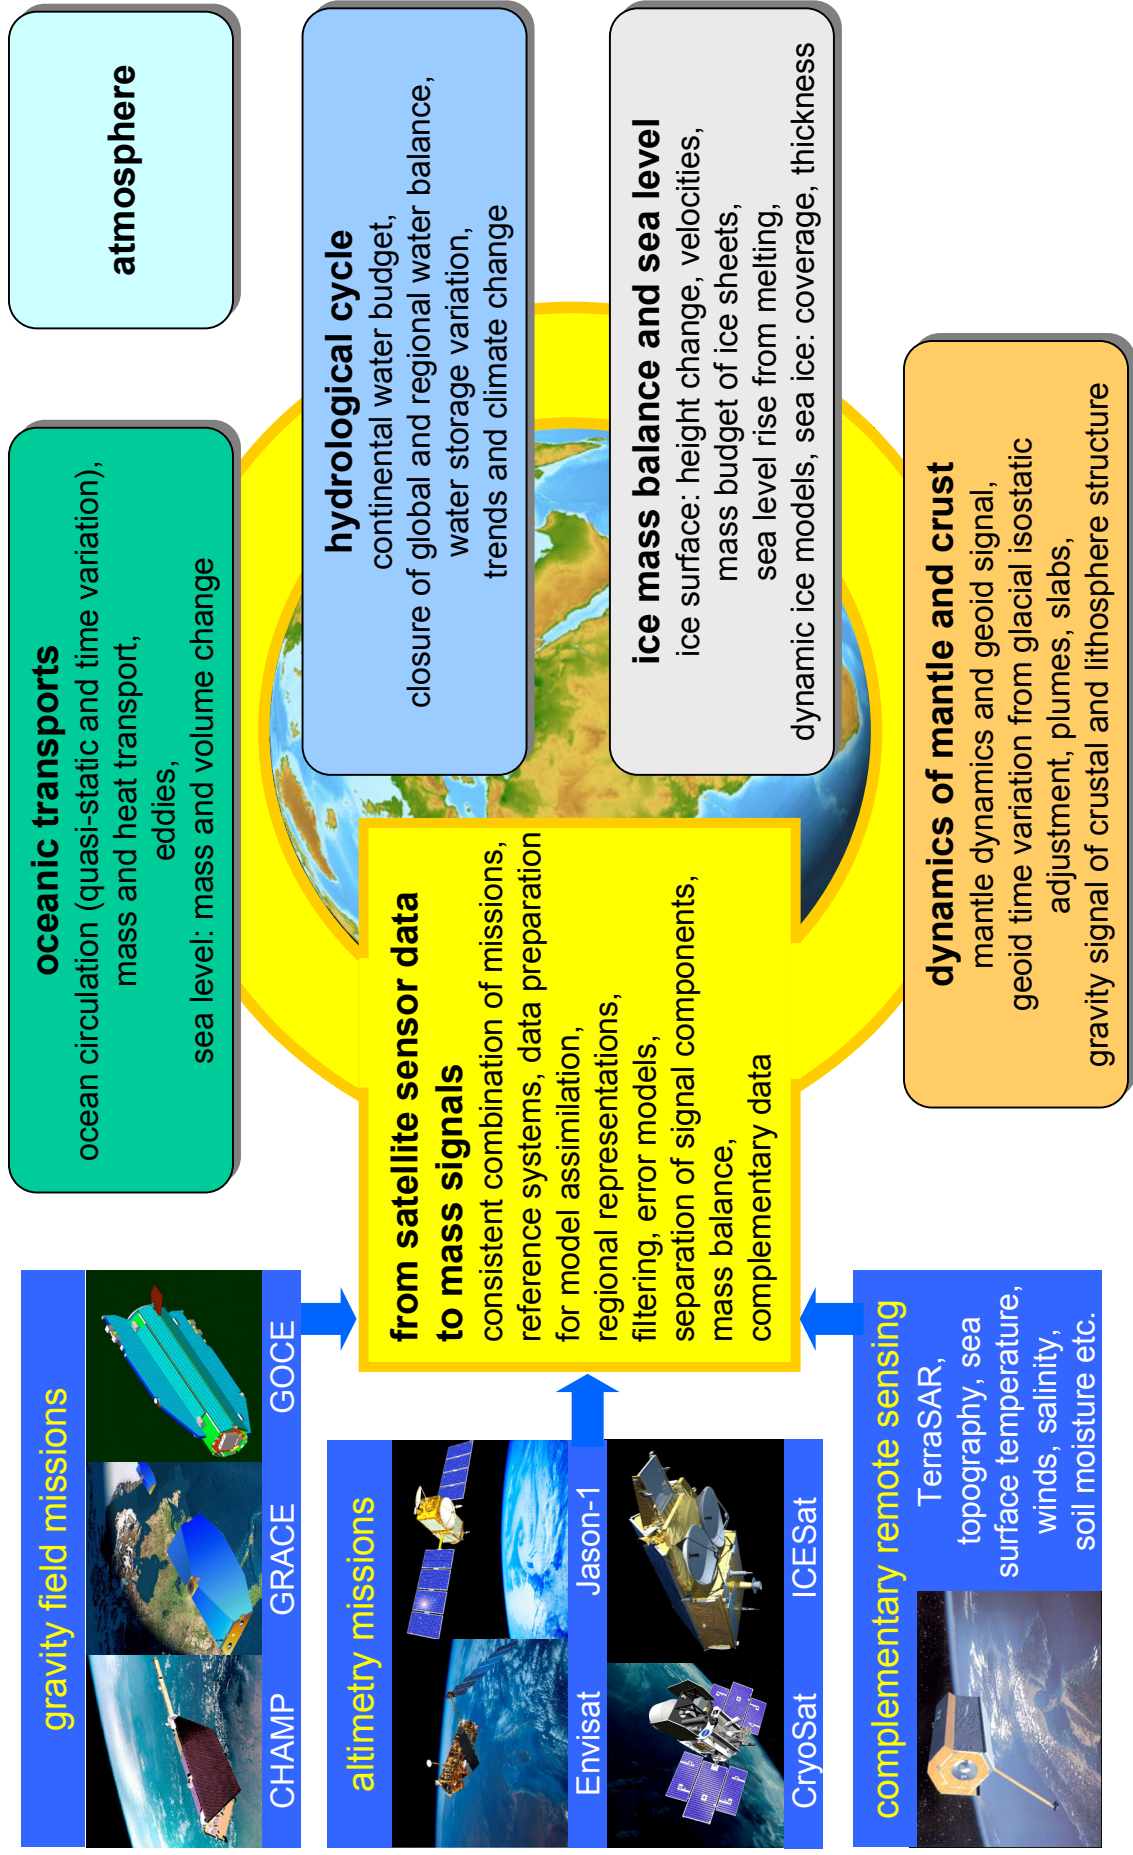 gravity field missions
CHAMP
GRACE
GOCE
altimetry missions
Envisat
Jason-1
CryoSat
ICESat
complementary remote sensing
TerraSAR,
topography, sea
surface temperature,
winds, salinity,
soil moisture etc.
from satellite sensor data
to mass signals
consistent combination of missions,
reference systems, data preparation
for model assimilation,
regional representations,
filtering, error models,
separation of signal components,
mass balance,
complementary data
oceanic transports
ocean circulation (quasi-static and time variation),
mass and heat transport,
eddies,
sea level: mass and volume change
atmosphere
hydrological cycle
continental water budget,
closure of global and regional water balance,
water storage variation,
trends and climate change
ice mass balance and sea level
ice surface: height change, velocities,
mass budget of ice sheets,
sea level rise from melting,
dynamic ice models, sea ice: coverage, thickness
dynamics of mantle and crust
mantle dynamics and geoid signal,
geoid time variation from glacial isostatic
adjustment, plumes, slabs,
gravity signal of crustal and lithosphere structure